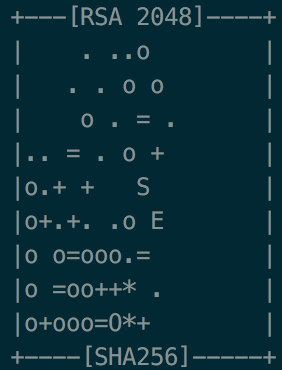 +---[RSA 2048]----+
|    . ..o        |
|   . . o o       |
|    o . = .      |
|.. = . o +       |
|o.+ +   S        |
|o+.+. .o E       |
|o o=ooo.=        |
|o =oo++* .       |
|o+ooo=O*+        |
+----[SHA256]-----+